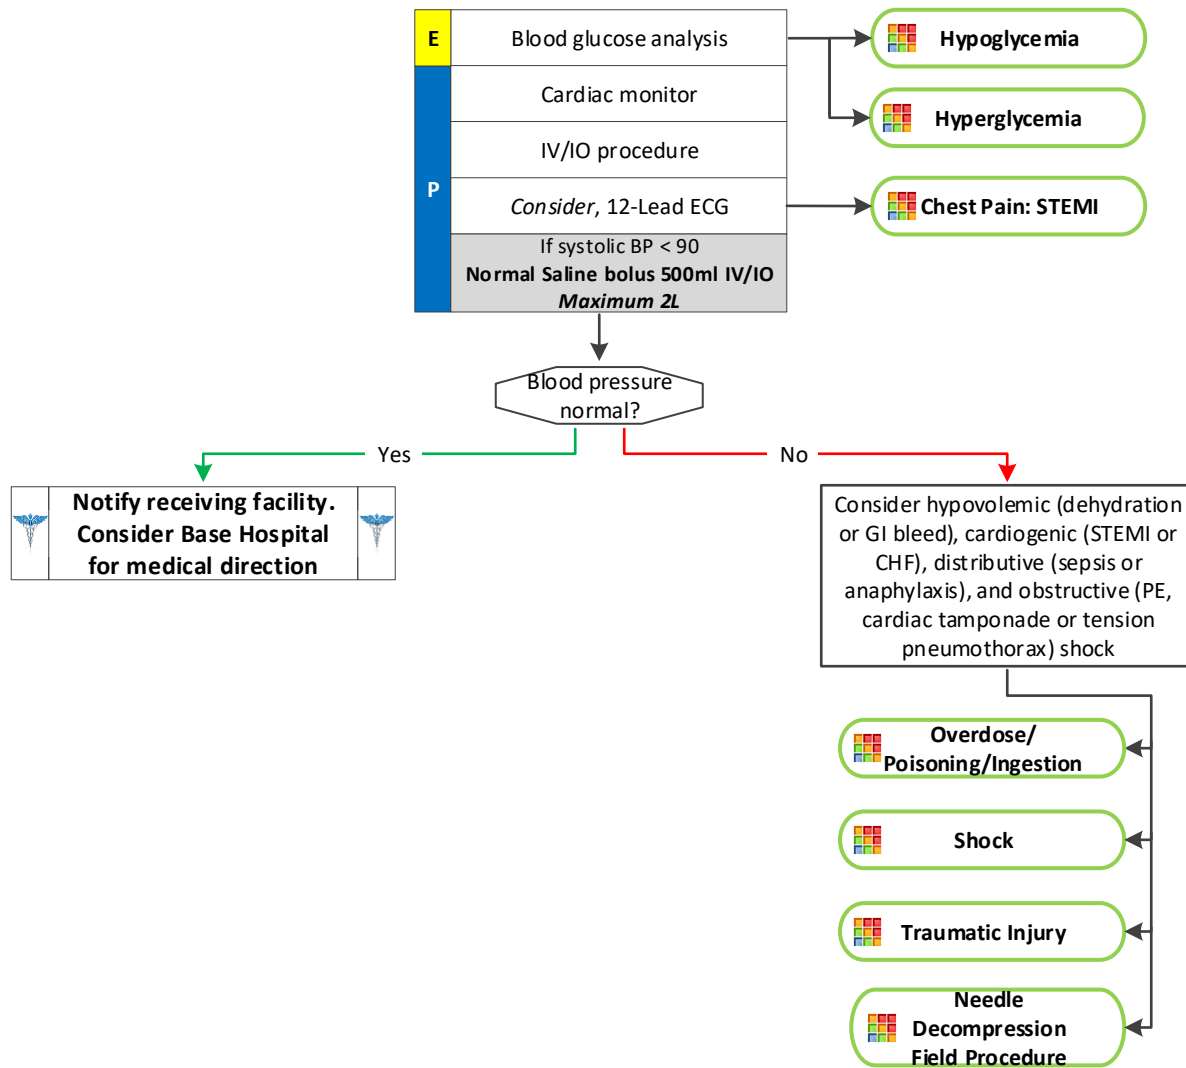 E
Blood glucose analysis
Hypoglycemia
Hyperglycemia
P
Cardiac monitor
IV/IO procedure
Consider, 12-Lead ECG
Chest Pain: STEMI
If systolic BP < 90
Normal Saline bolus 500ml IV/IO
Maximum 2L
Blood pressure
normal?
Yes
No
Notify receiving facility.
Consider Base Hospital
for medical direction
Consider hypovolemic (dehydration
or GI bleed), cardiogenic (STEMI or
CHF), distributive (sepsis or
anaphylaxis), and obstructive (PE,
cardiac tamponade or tension
pneumothorax) shock
Overdose/
Poisoning/Ingestion
Shock
Traumatic Injury
Needle
Decompression
Field Procedure